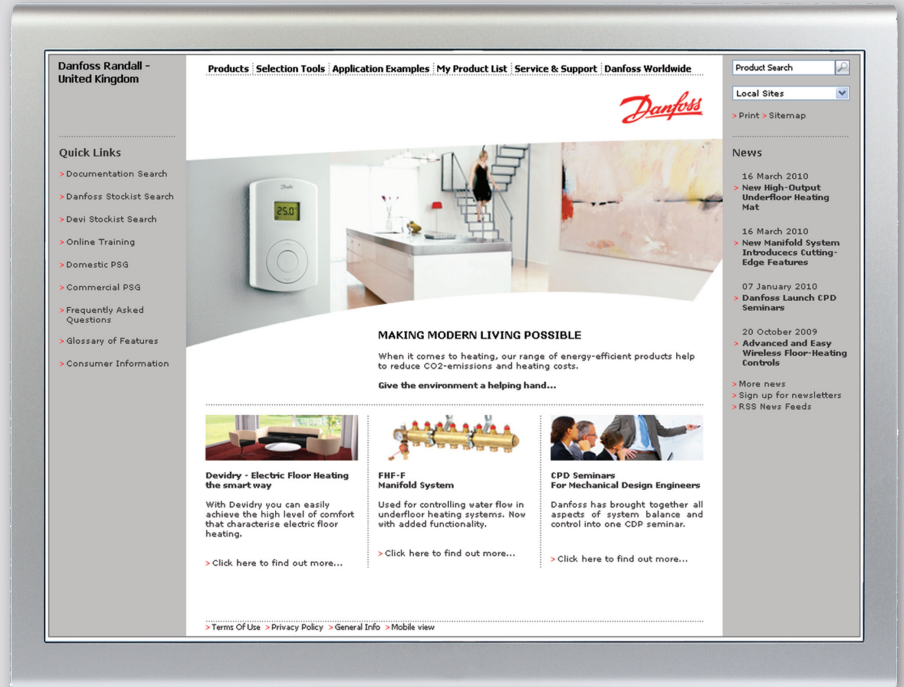 Danfoss Randall -
United Kingdom
Products
Selection Tools
Application Examples
My Product List
Service & Support
Danfoss Worldwide
Product Search
Local Sites
> Print > Sitemap
Danfoss
Quick Links
> Documentation Search
> Danfoss Stockist Search
> Devi Stockist Search
> Online Training
> Domestic PSG
> Commercial PSG
> Frequently Asked
Questions
> Glossary of Features
> Consumer Information
Danfoss
25.0°
MAKING MODERN LIVING POSSIBLE
When it comes to heating, our range of energy-efficient products help
to reduce CO2-emissions and heating costs.
Give the environment a helping hand...
Devidry - Electric Floor Heating
the smart way
With Devidry you can easily
achieve the high level of comfort
that characterise electric floor
heating.
> Click here to find out more...
FHF-F
Manifold System
Used for controlling water flow in
underfloor heating systems. Now
with added functionality.
> Click here to find out more...
CPD Seminars
For Mechanical Design Engineers
Danfoss has brought together all
aspects of system balance and
control into one CDP seminar.
> Click here to find out more...
News
16 March 2010
> New High-Output
Underfloor Heating
Mat
16 March 2010
> New Manifold System
Introducecs Cutting-
Edge Features
07 January 2010
> Danfoss Launch CPD
Seminars
20 October 2009
> Advanced and Easy
Wireless Floor-Heating
Controls
> More news
> Sign up for newsletters
> RSS News Feeds
> Terms Of Use > Privacy Policy > General Info > Mobile view